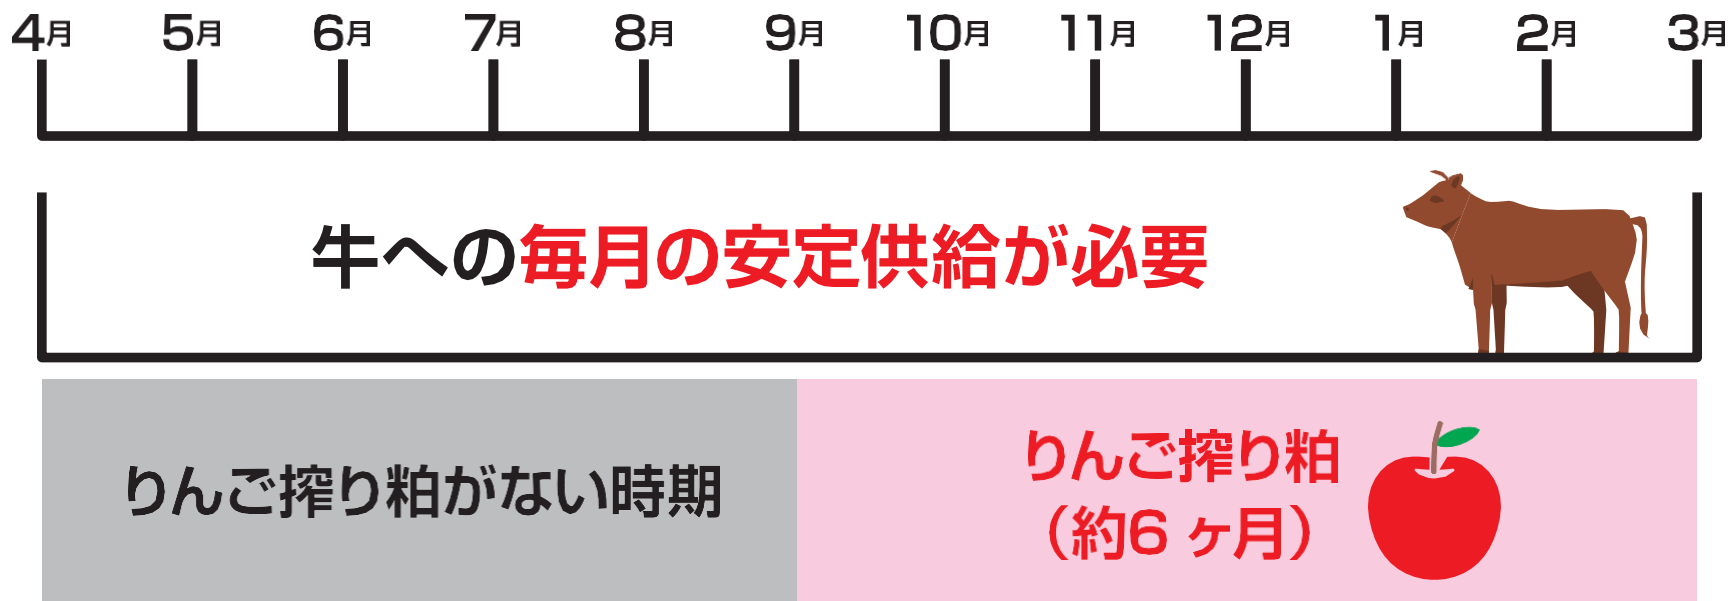 4月 5月 6月 7月 8月 9月 10月 11月 12月 1月 2月 3月
牛への毎月の安定供給が必要
りんご搾り粕がない時期
りんご搾り粕
（約6 ヶ月）